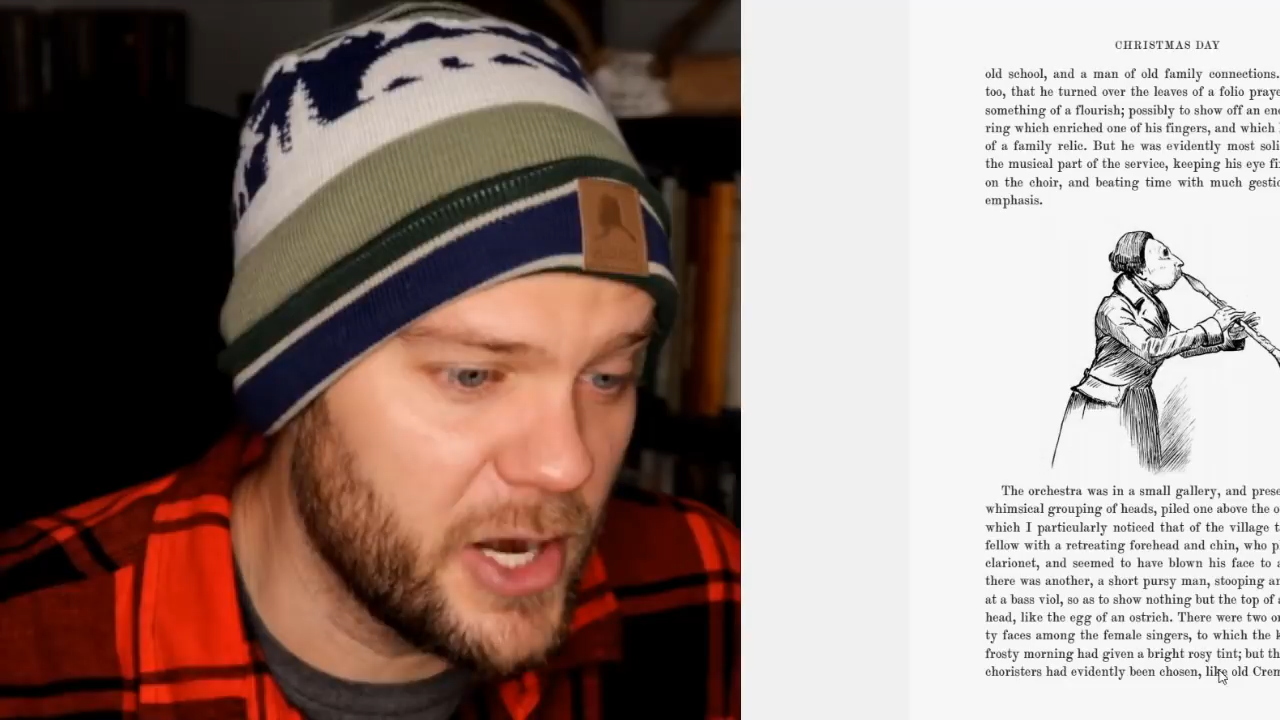 CHRISTMAS DAY
old school, and a man of old family connections.
too, that he turned over the leaves of a folio praye
something of a flourish; possibly to show off an en
ring which enriched one of his fingers, and which
of a family relic. But he was evidently most soli
the musical part of the service, keeping his eye fi
on the choir, and beating time with much gestic
emphasis.
The orchestra was in a small gallery, and prese
whimsical grouping of heads, piled one above the o
which I particularly noticed that of the village t
fellow with a retreating forehead and chin, who p
clarionet, and seemed to have blown his face to a
there was another, a short pursy man, stooping an
at a bass viol, so as to show nothing but the top of a
head, like the egg of an ostrich. There were two or
ty faces among the female singers, to which the k
frosty morning had given a bright rosy tint; but th
choristers had evidently been chosen, like old Crem